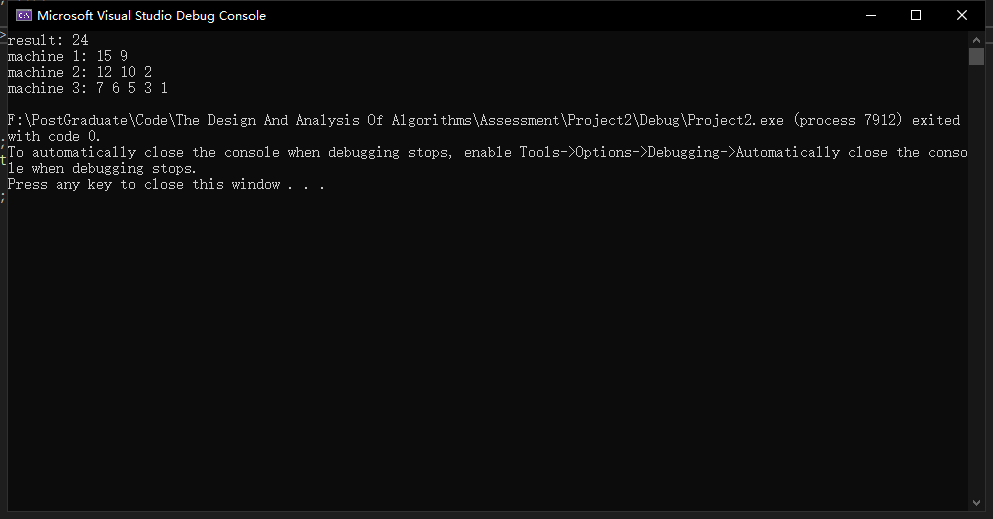 Microsoft Visual Studio Debug Console
result: 24
machine 1: 15 9
machine 2: 12 10 2
machine 3: 7 6 5 3 1
F:\PostGraduate\Code\The Design And Analysis Of Algorithms\Assessment\Project2\Debug\Project2.exe (process 7912) exited
with code 0.
To automatically close the console when debugging stops, enable Tools->Options->Debugging->Automatically close the conso
le when debugging stops.
Press any key to close this window . . .